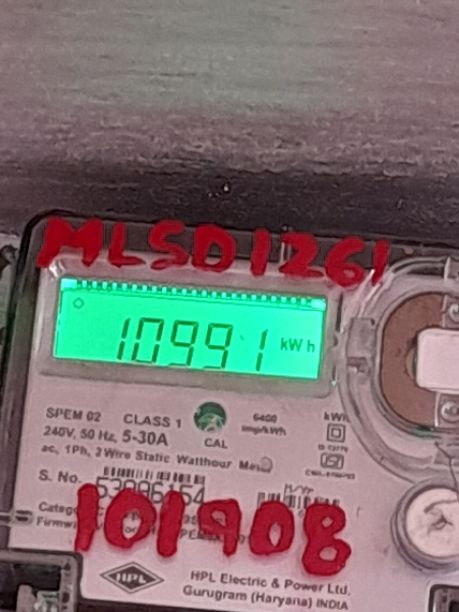 MLSD1261
10991 kWh
SPEM 02 CLASS 1 6400 imp/kWh kWh
240V, 50 Hz, 5-30A CAL
ac, 1Ph, 2 Wire Static Watthour Meter
S. No.
101908
HPL
HPL Electric & Power Ltd.
Gurugram (Haryana) INDIA